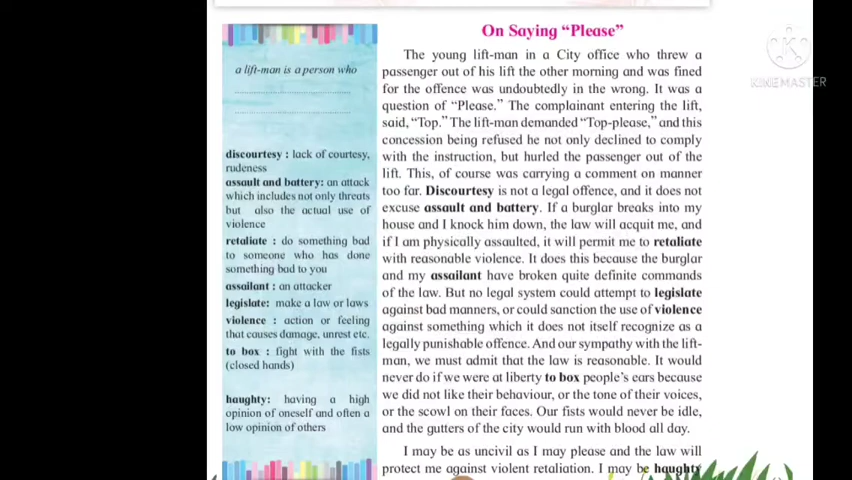 On Saying “Please”
a lift-man is a person who
discourtesy : lack of courtesy,
rudeness
assault and battery: an attack
which includes not only threats
but also the actual use of
violence
retaliate : do something bad
to someone who has done
something bad to you
assailant : an attacker
legislate: make a law or laws
violence : action or feeling
that causes damage, unrest etc.
to box : fight with the fists
(closed hands)
haughty: having a high
opinion of oneself and often a
low opinion of others
The young lift-man in a City office who threw a
passenger out of his lift the other morning and was fined
for the offence was undoubtedly in the wrong. It was a
question of “Please.” The complainant entering the lift,
said, “Top.” The lift-man demanded “Top-please,” and this
concession being refused he not only declined to comply
with the instruction, but hurled the passenger out of the
lift. This, of course was carrying a comment on manner
too far. Discourtesy is not a legal offence, and it does not
excuse assault and battery. If a burglar breaks into my
house and I knock him down, the law will acquit me, and
if I am physically assaulted, it will permit me to retaliate
with reasonable violence. It does this because the burglar
and my assailant have broken quite definite commands
of the law. But no legal system could attempt to legislate
against bad manners, or could sanction the use of violence
against something which it does not itself recognize as a
legally punishable offence. And our sympathy with the lift-
man, we must admit that the law is reasonable. It would
never do if we were at liberty to box people’s ears because
we did not like their behaviour, or the tone of their voices,
or the scowl on their faces. Our fists would never be idle,
and the gutters of the city would run with blood all day.
I may be as uncivil as I may please and the law will
protect me against violent retaliation. I may be haughty
KINEMASTER